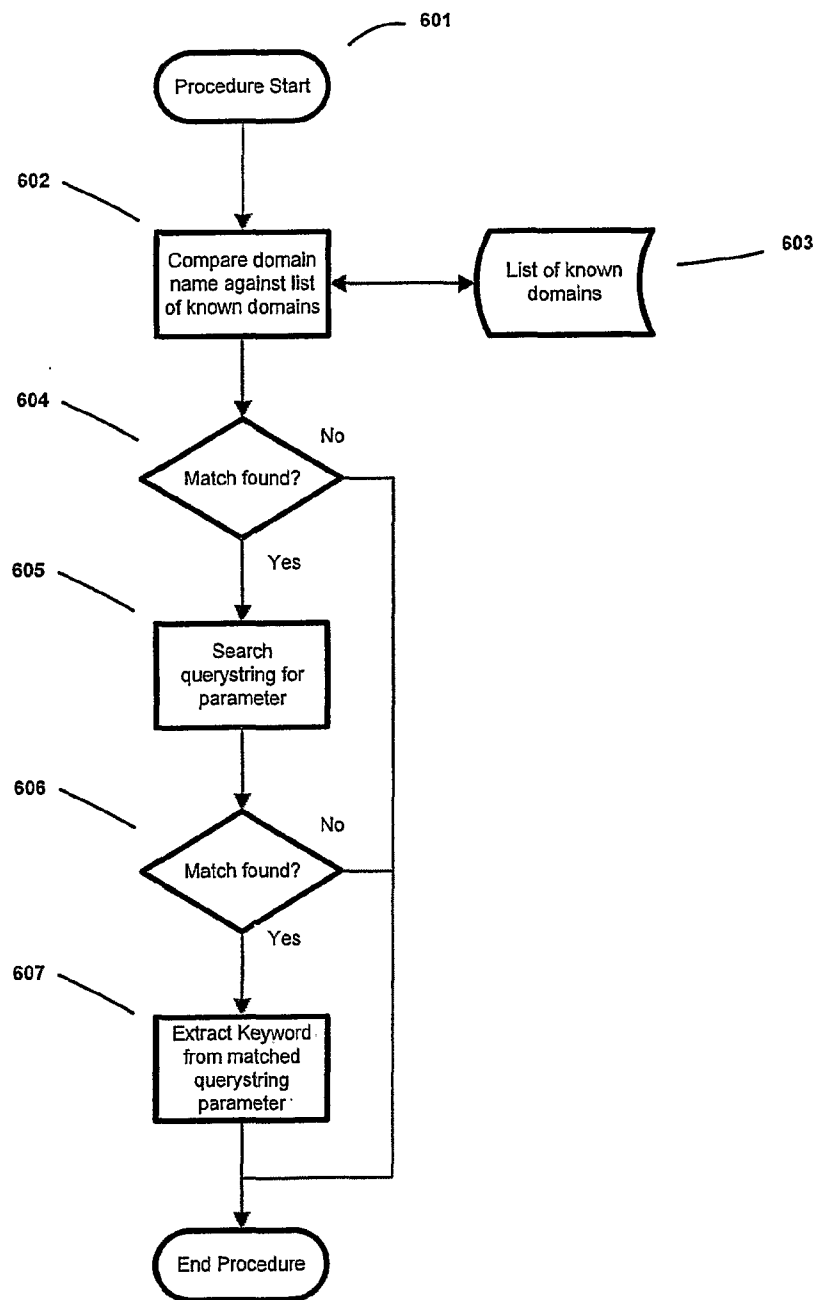 601
Procedure Start
602
Compare domain
name against list
of known domains
List of known
domains
603
604
No
Match found?
Yes
605
Search
querystring for
parameter
606
No
Match found?
Yes
607
Extract Keyword
from matched
querystring
parameter
End Procedure